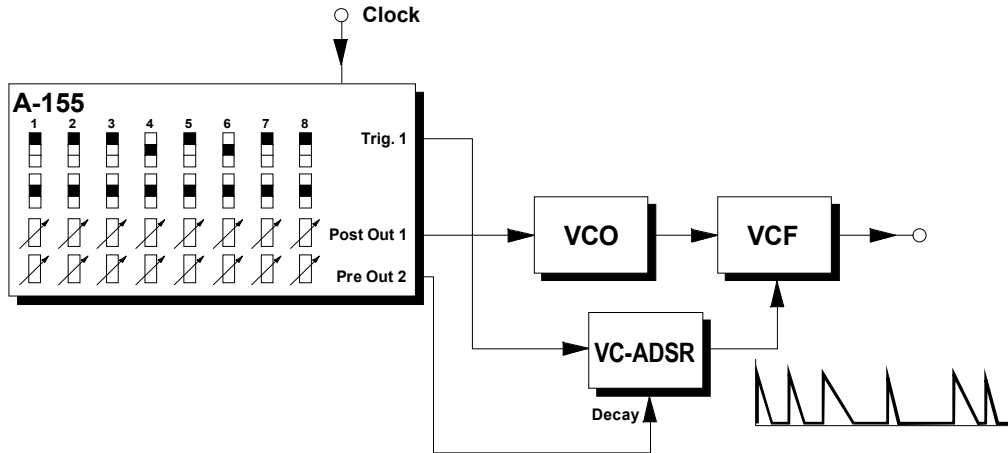 Clock
A-155
1 2 3 4 5 6 7 8
Trig. 1
Post Out 1
Pre Out 2
VCO
VCF
VC-ADSR
Decay